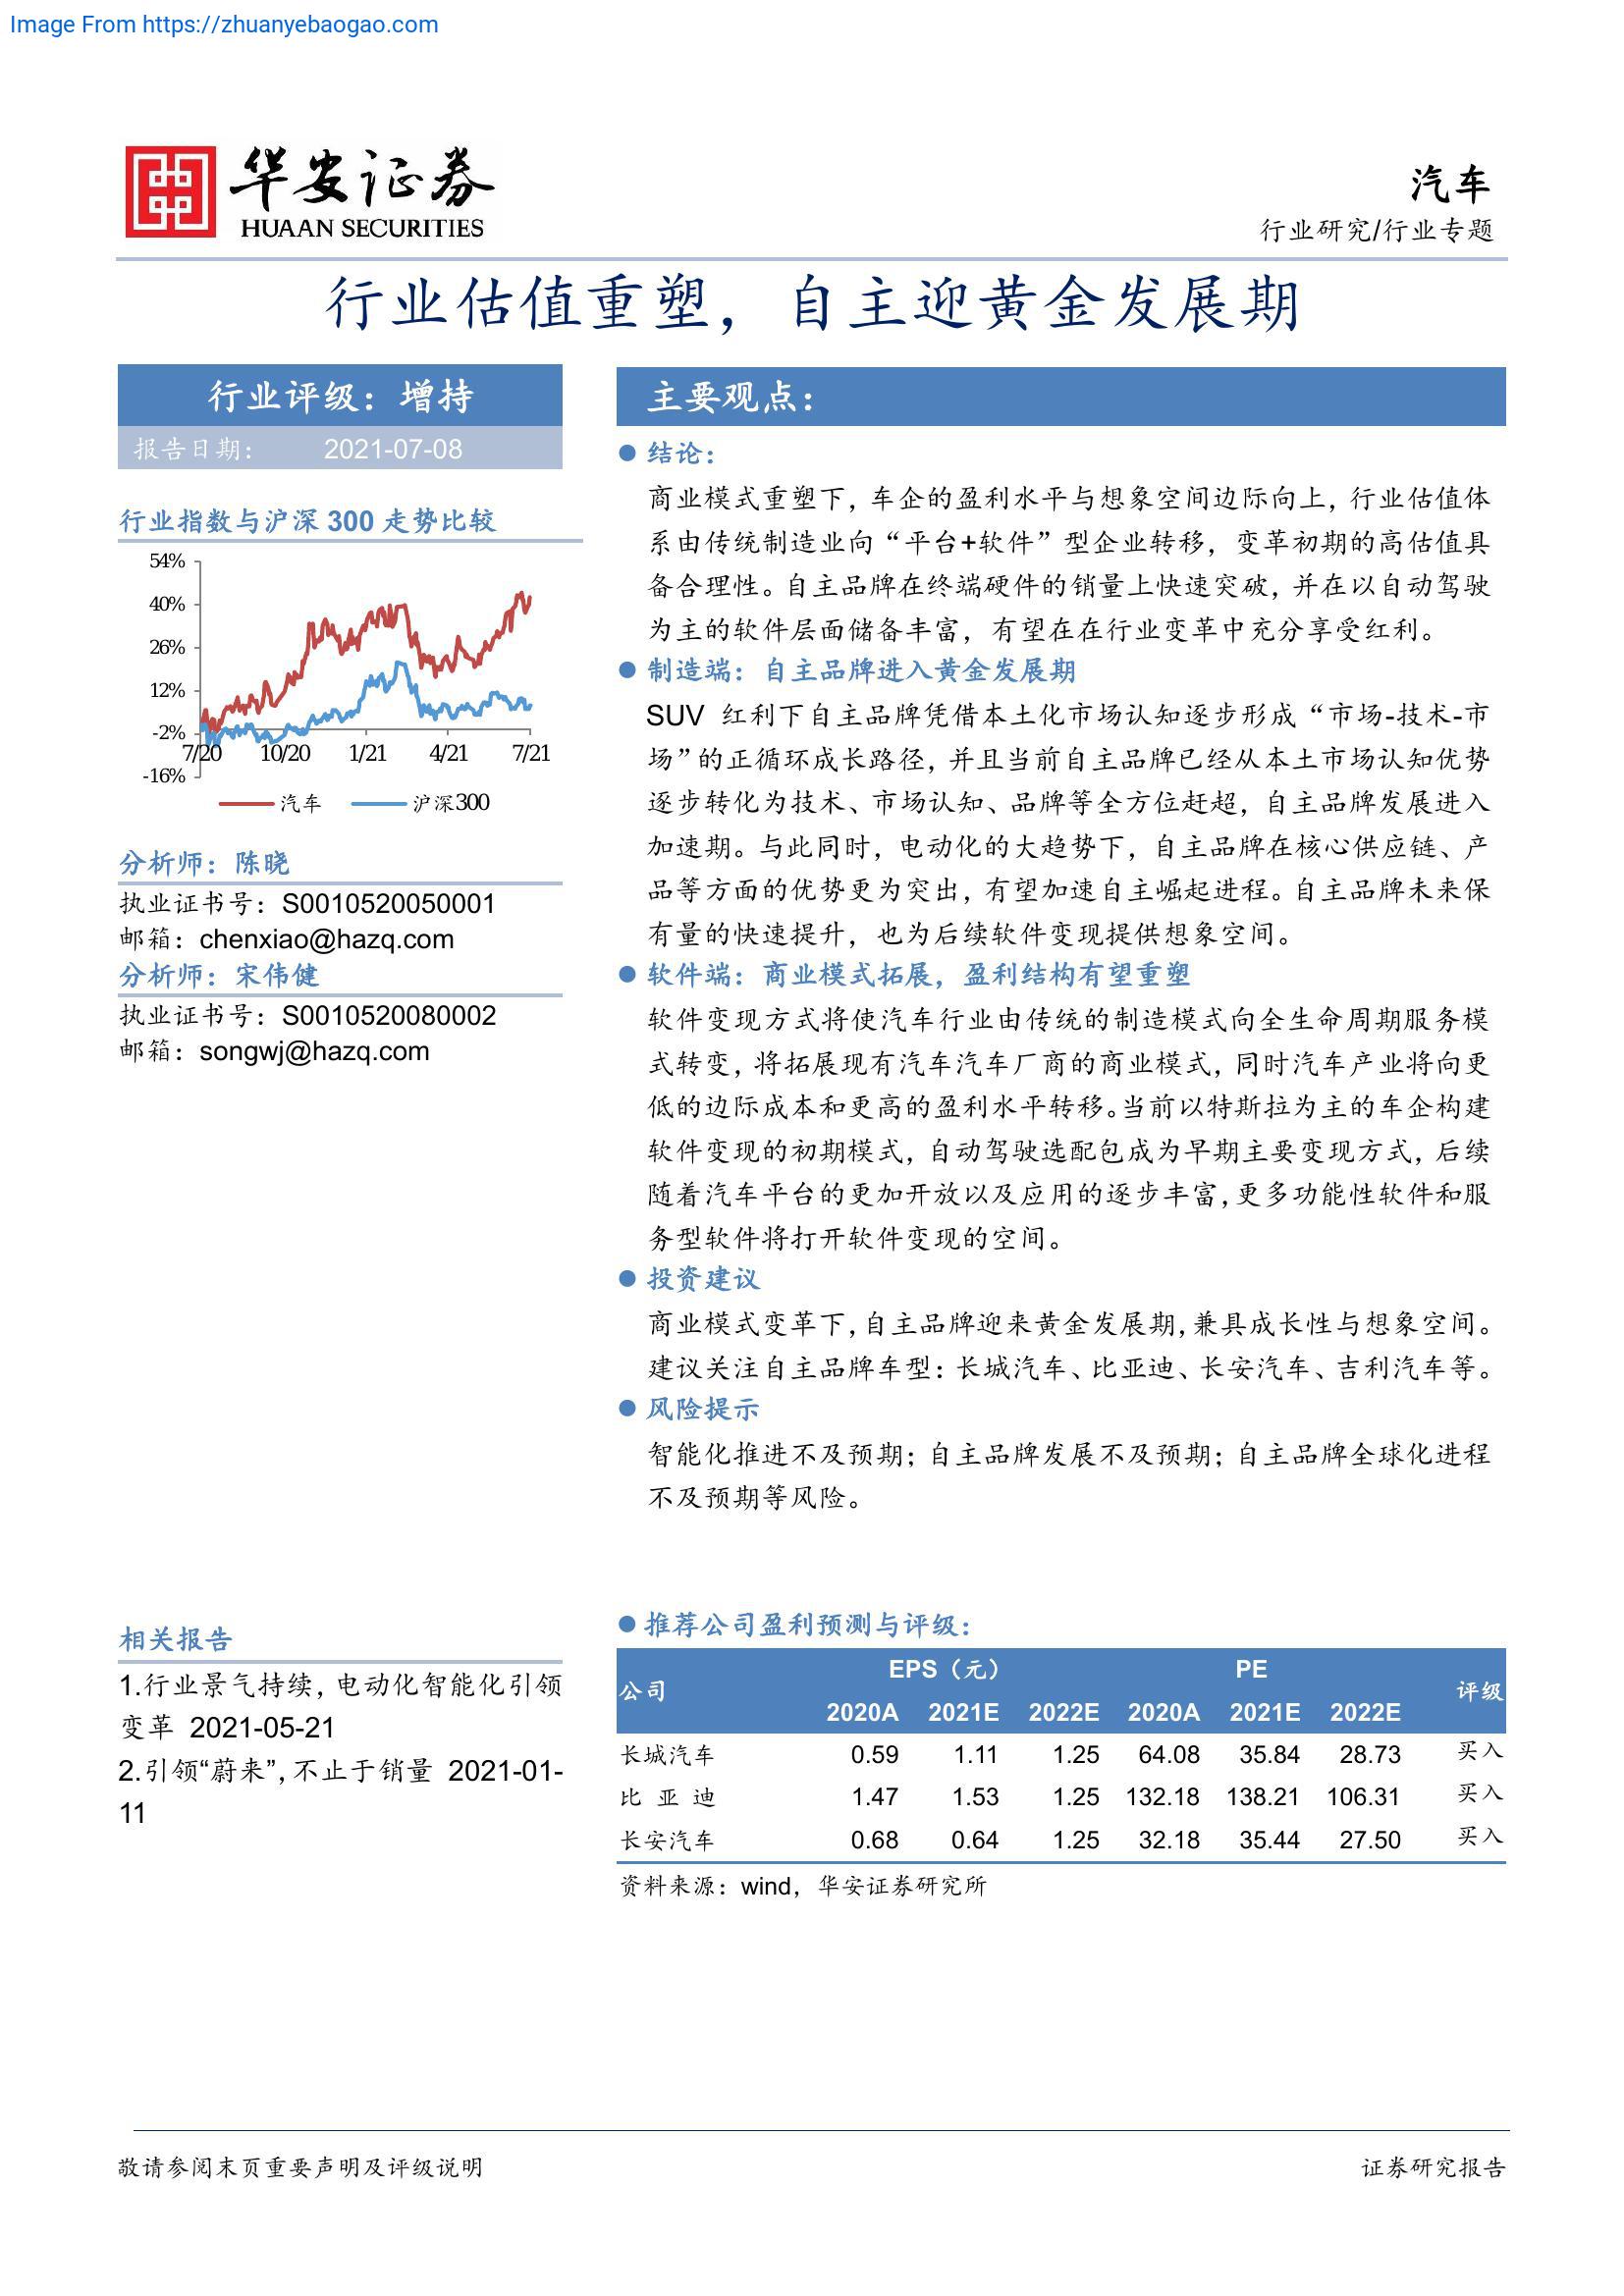 Image From https://zhuanyebaogao.com
华安证券
HUAAN SECURITIES
汽车
行业研究/行业专题
行业估值重塑，自主迎黄金发展期
行业评级：增持
报告日期： 2021-07-08
行业指数与沪深 300 走势比较
54%
40%
26%
12%
-2%
-16%
7/20 10/20 1/21 4/21 7/21
汽车 沪深300
分析师：陈晓
执业证书号：S0010520050001
邮箱：chenxiao@hazq.com
分析师：宋伟健
执业证书号：S0010520080002
邮箱：songwj@hazq.com
相关报告
1.行业景气持续，电动化智能化引领
变革 2021-05-21
2.引领“蔚来”，不止于销量 2021-01-
11
主要观点：
● 结论：
商业模式重塑下，车企的盈利水平与想象空间边际向上，行业估值体
系由传统制造业向“平台+软件”型企业转移，变革初期的高估值具
备合理性。自主品牌在终端硬件的销量上快速突破，并在以自动驾驶
为主的软件层面储备丰富，有望在在行业变革中充分享受红利。
● 制造端：自主品牌进入黄金发展期
SUV 红利下自主品牌凭借本土化市场认知逐步形成“市场-技术-市
场”的正循环成长路径，并且当前自主品牌已经从本土市场认知优势
逐步转化为技术、市场认知、品牌等全方位赶超，自主品牌发展进入
加速期。与此同时，电动化的大趋势下，自主品牌在核心供应链、产
品等方面的优势更为突出，有望加速自主崛起进程。自主品牌未来保
有量的快速提升，也为后续软件变现提供想象空间。
● 软件端：商业模式拓展，盈利结构有望重塑
软件变现方式将使汽车行业由传统的制造模式向全生命周期服务模
式转变，将拓展现有汽车汽车厂商的商业模式，同时汽车产业将向更
低的边际成本和更高的盈利水平转移。当前以特斯拉为主的车企构建
软件变现的初期模式，自动驾驶选配包成为早期主要变现方式，后续
随着汽车平台的更加开放以及应用的逐步丰富，更多功能性软件和服
务型软件将打开软件变现的空间。
● 投资建议
商业模式变革下，自主品牌迎来黄金发展期，兼具成长性与想象空间。
建议关注自主品牌车型：长城汽车、比亚迪、长安汽车、吉利汽车等。
● 风险提示
智能化推进不及预期；自主品牌发展不及预期；自主品牌全球化进程
不及预期等风险。
● 推荐公司盈利预测与评级：
公司 EPS（元） PE 评级
2020A 2021E 2022E 2020A 2021E 2022E
长城汽车 0.59 1.11 1.25 64.08 35.84 28.73 买入
比 亚 迪 1.47 1.53 1.25 132.18 138.21 106.31 买入
长安汽车 0.68 0.64 1.25 32.18 35.44 27.50 买入
资料来源：wind，华安证券研究所
敬请参阅末页重要声明及评级说明 证券研究报告